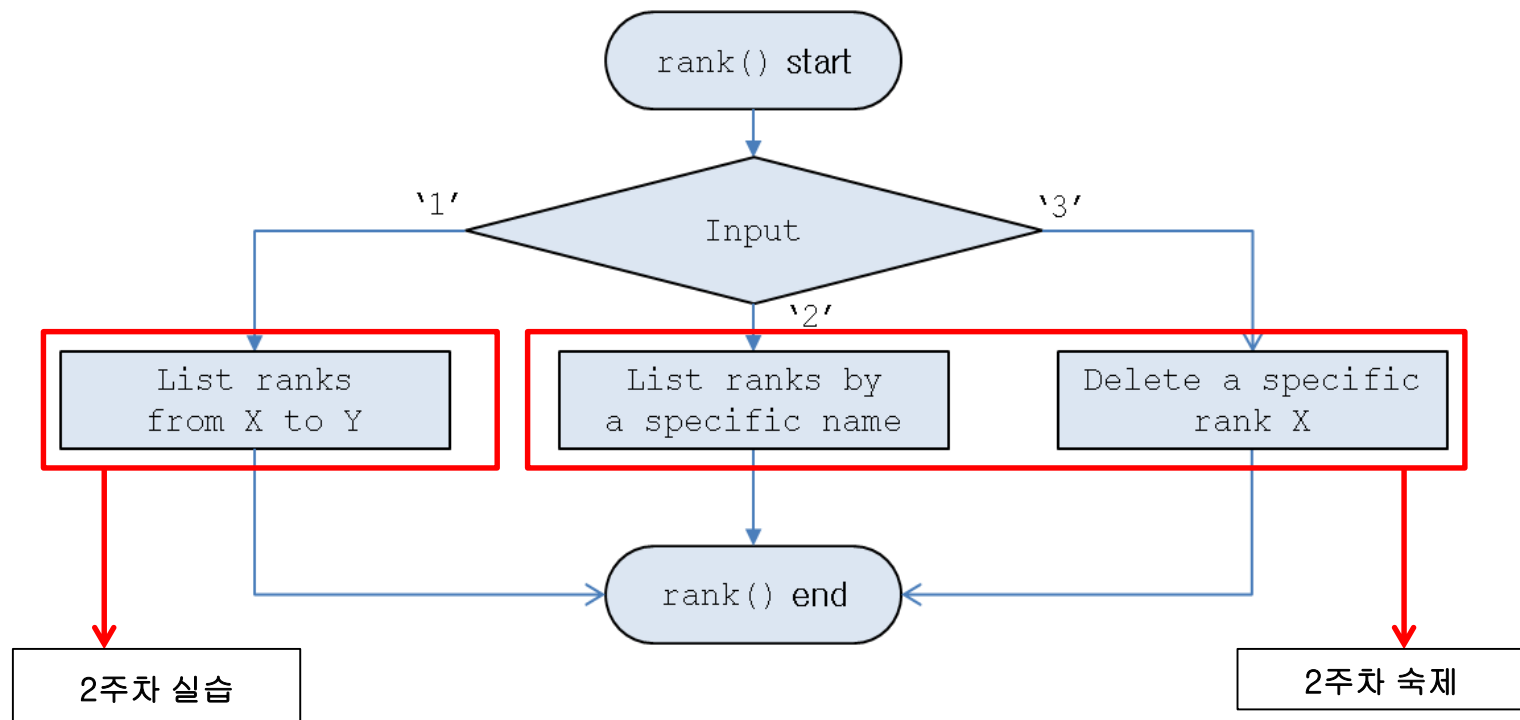 rank() start
‘1’
‘3’
Input
‘2’
List ranks
from X to Y
List ranks by
a specific name
Delete a specific
rank X
rank() end
2주차 실습
2주차 숙제